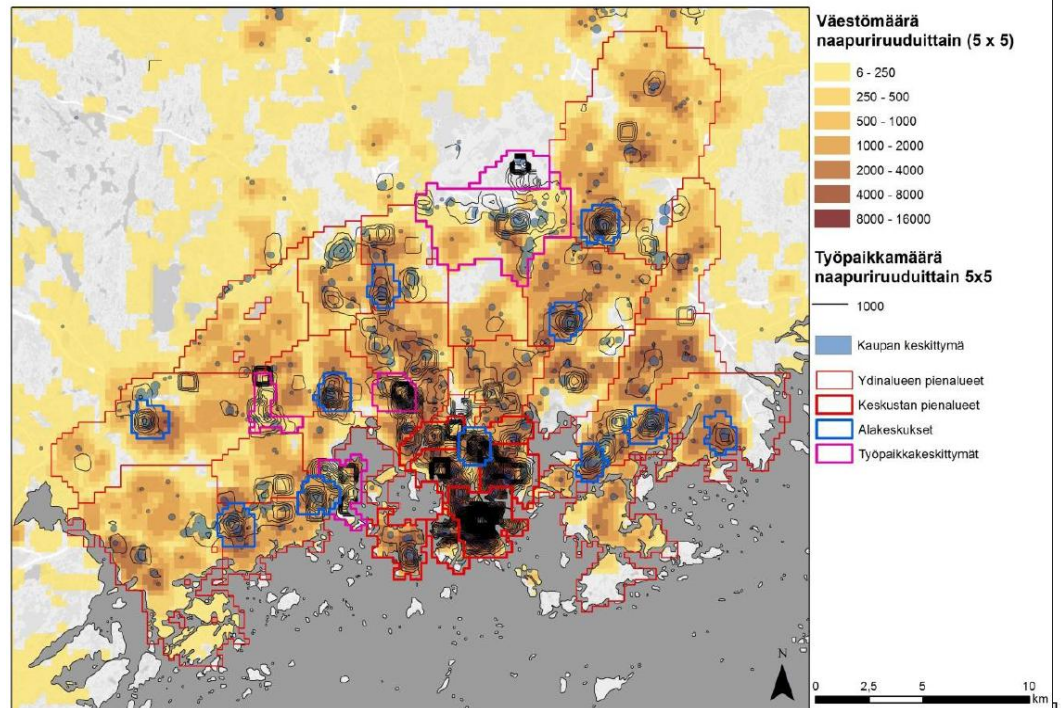 Väestömäärä
naapuriruuduittain (5 x 5)
6 - 250
250 - 500
500 - 1000
1000 - 2000
2000 - 4000
4000 - 8000
8000 - 16000
Työpaikkamäärä
naapuriruuduittain 5x5
1000
Kaupan keskittymä
Ydinalueen pienalueet
Keskustan pienalueet
Alakeskukset
Työpaikkakeskittymät
N
0 2,5 5 10
km